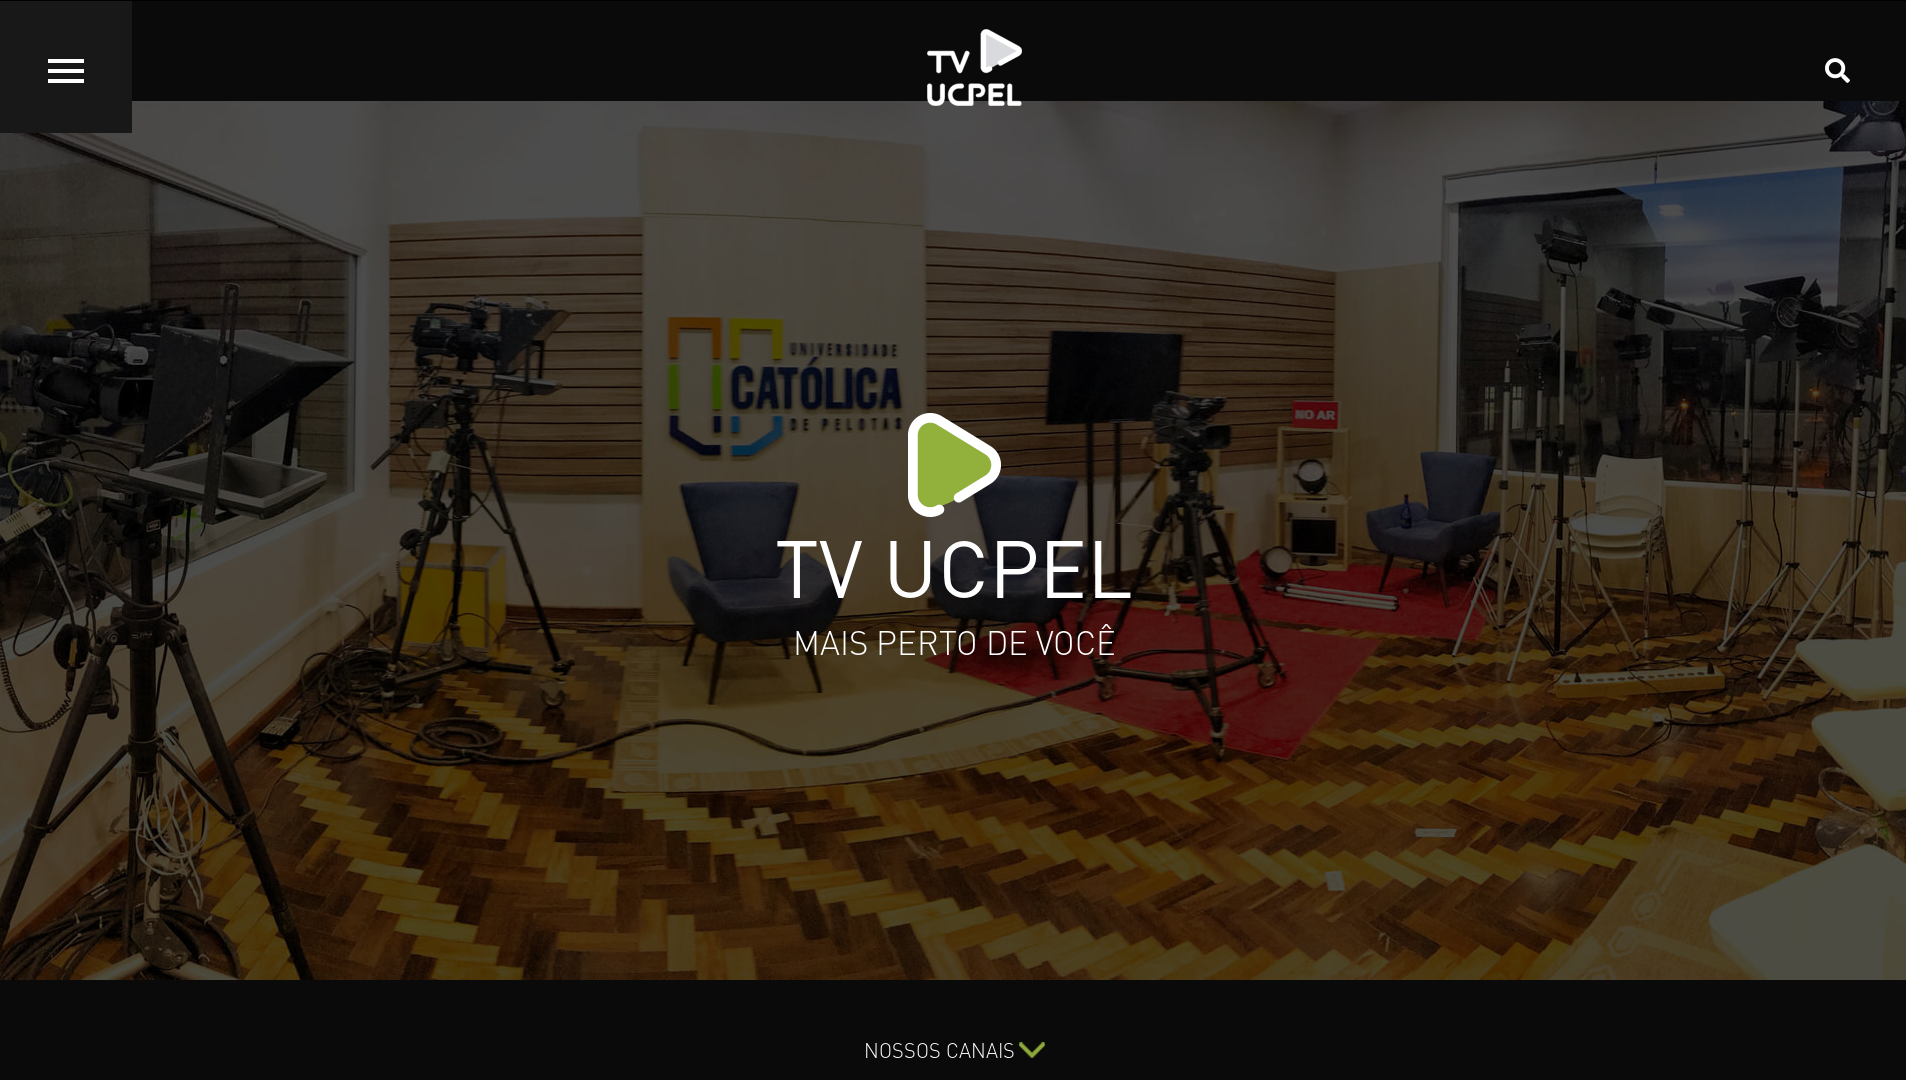 TV
UCPEL
UNIVERSIDADE
CATÓLICA
DE PELOTAS
NO AR
TV UCPEL
MAIS PERTO DE VOCÊ
NOSSOS CANAIS